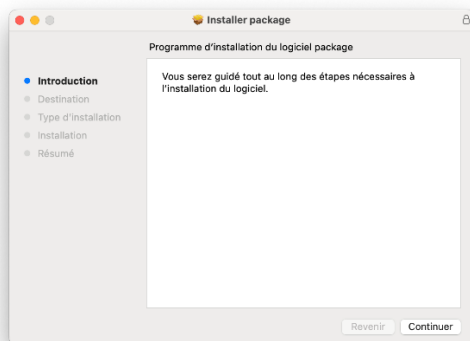 Installer package
Programme d'installation du logiciel package
Introduction
Destination
Type d'installation
Installation
Résumé
Vous serez guidé tout au long des étapes nécessaires à
l'installation du logiciel.
Revenir
Continuer